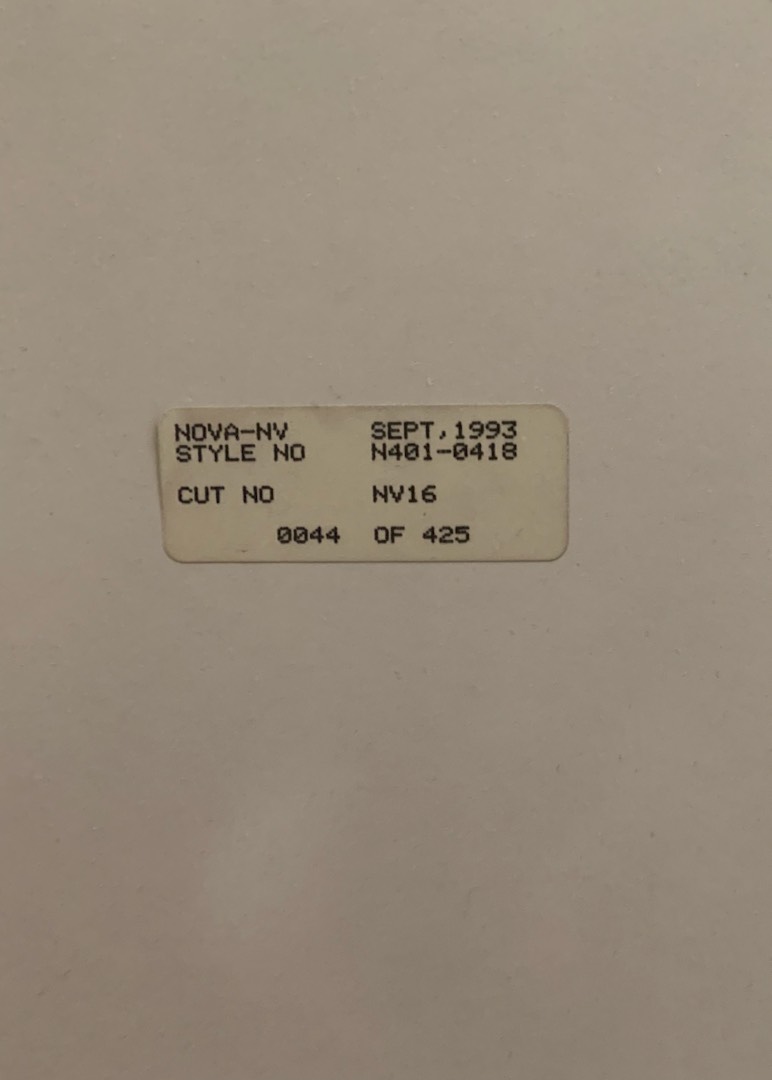 NOVA-NV SEPT,1993
STYLE NO N401-0418
CUT NO NV16
0044 OF 425